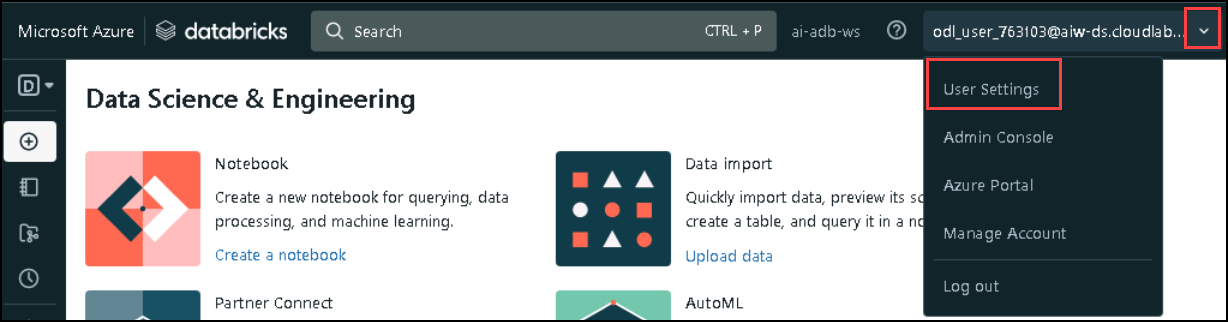 Microsoft Azure databricks Search CTRL + P ai-adb-ws odl_user_763103@aiw-ds.cloudlab...
D
Data Science & Engineering
Notebook
Create a new notebook for querying, data
processing, and machine learning.
Create a notebook
Data import
Quickly import data, preview its sc
create a table, and query it in a no
Upload data
Partner Connect
AutoML
User Settings
Admin Console
Azure Portal
Manage Account
Log out